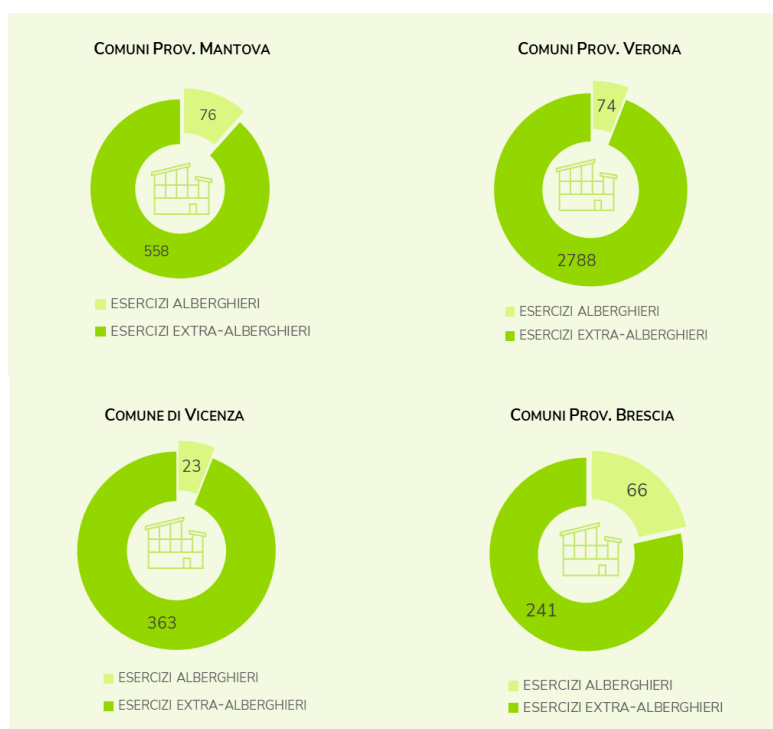 COMUNI PROV. MANTOVA
76
558
ESERCIZI ALBERGHIERI
ESERCIZI EXTRA-ALBERGHIERI
COMUNI PROV. VERONA
74
2788
ESERCIZI ALBERGHIERI
ESERCIZI EXTRA-ALBERGHIERI
COMUNE DI VICENZA
23
363
ESERCIZI ALBERGHIERI
ESERCIZI EXTRA-ALBERGHIERI
COMUNI PROV. BRESCIA
66
241
ESERCIZI ALBERGHIERI
ESERCIZI EXTRA-ALBERGHIERI